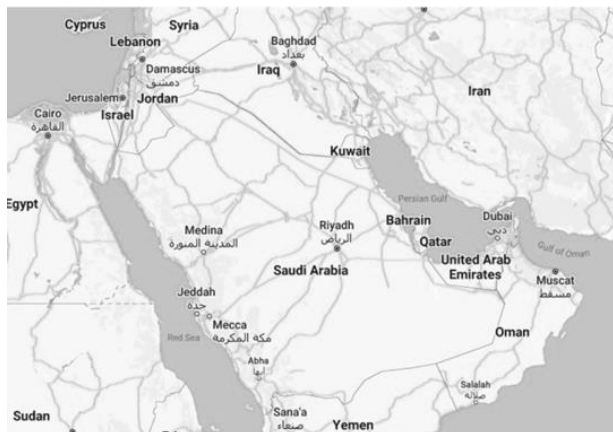 Cyprus
Syria
Lebanon
Baghdad
بغداد
Damascus
دمشق
Iraq
Iran
Jerusalem
Jordan
Israel
Cairo
القاهرة
Kuwait
Egypt
Persian Gulf
Medina
المدينة المنورة
Riyadh
الرياض
Bahrain
Dubai
دبي
Qatar
Gulf of Oman
Saudi Arabia
United Arab
Emirates
Muscat
مسقط
Jeddah
جدة
Mecca
مكة المكرمة
Red Sea
Oman
Abha
ابها
Salalah
صلالة
Sudan
Sana'a
صنعاء
Yemen